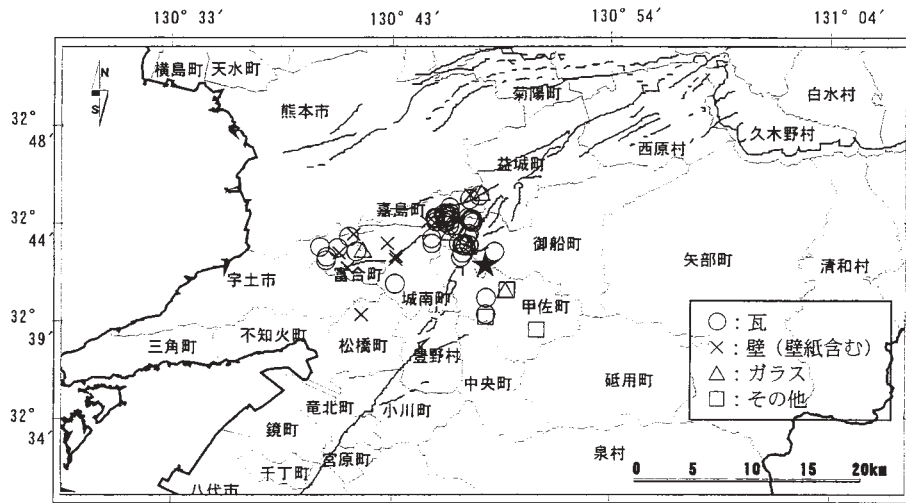 130° 33′ 130° 43′ 130° 54′ 131° 04′
横島町 天水町
N
S
菊陽町
白水村
熊本市
32° 48′
久木野村
西原村
益城町
嘉島町
32° 44′
御船町
矢部町
清和村
宇土市
富合町
城南町
甲佐町
32° 39′
不知火町
三角町
松橋町
豊野村
中央町
砥用町
○：瓦
×：壁（壁紙含む）
△：ガラス
□：その他
竜北町
小川町
32° 34′
鏡町
宮原町
泉村
千丁町
八代市
0 5 10 15 20km